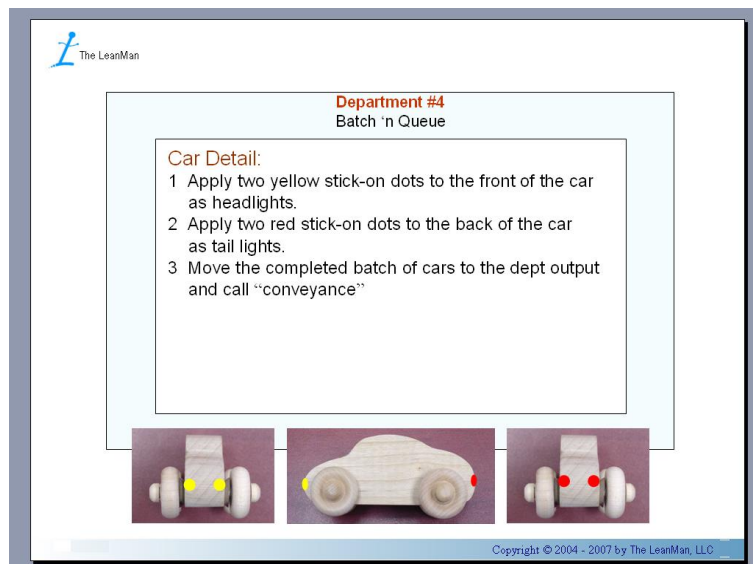 The LeanMan
Department #4
Batch ‘n Queue
Car Detail:
1 Apply two yellow stick-on dots to the front of the car
as headlights.
2 Apply two red stick-on dots to the back of the car
as tail lights.
3 Move the completed batch of cars to the dept output
and call “conveyance”
Copyright © 2004 - 2007 by The LeanMan, LLC